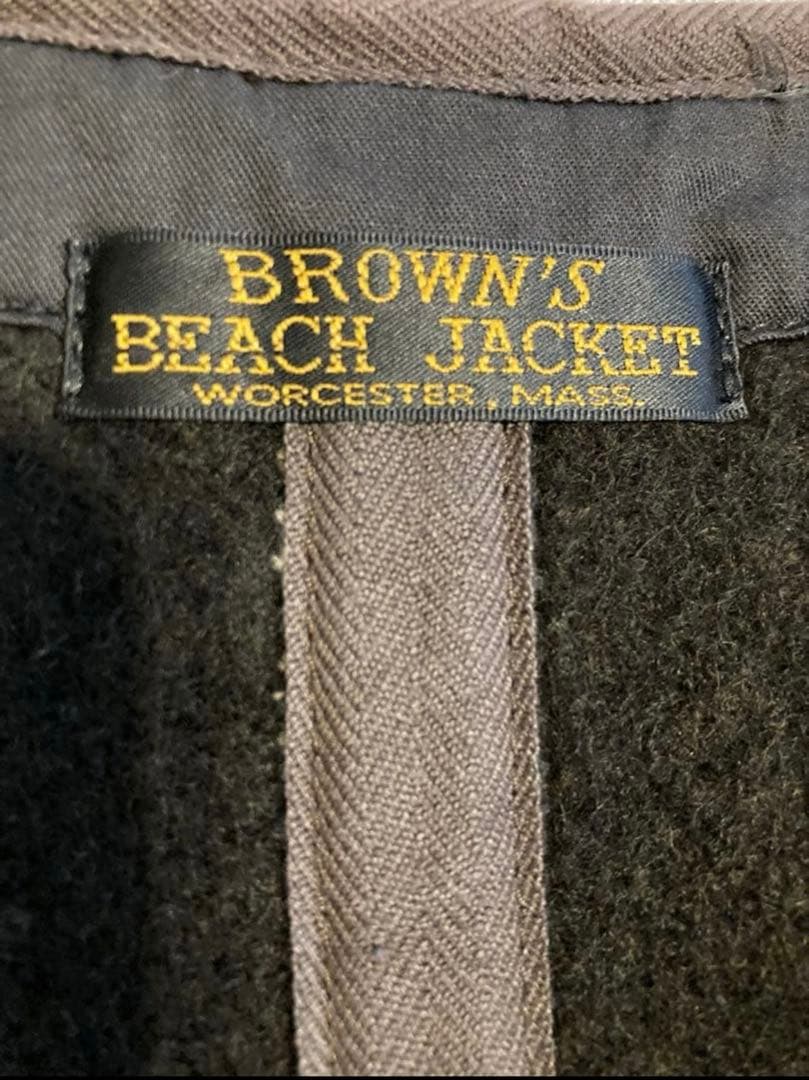 BROWN'S
BEACH JACKET
WORCESTER, MASS.